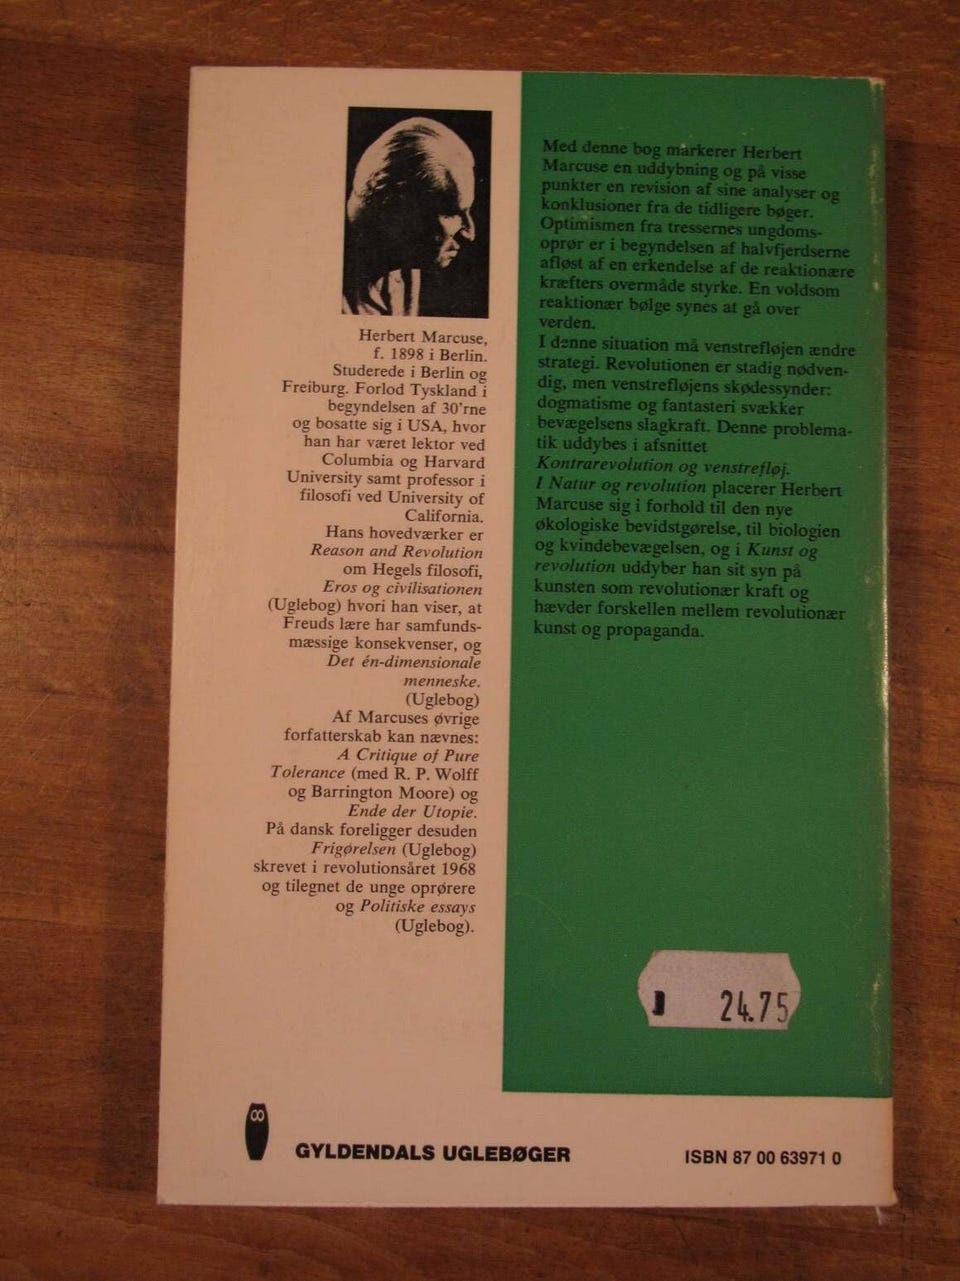 Herbert Marcuse,
f. 1898 i Berlin.
Studerede i Berlin og
Freiburg. Forlod Tyskland i
begyndelsen af 30'rne
og bosatte sig i USA, hvor
han har været lektor ved
Columbia og Harvard
University samt professor i
filosofi ved University of
California.
Hans hovedværker er
Reason and Revolution
om Hegels filosofi,
Eros og civilisationen
(Uglebog) hvori han viser, at
Freuds lære har samfunds-
mæssige konsekvenser, og
Det én-dimensionale
menneske.
(Uglebog)
Af Marcuses øvrige
forfatterskab kan nævnes:
A Critique of Pure
Tolerance (med R. P. Wolff
og Barrington Moore) og
Ende der Utopie.
På dansk foreligger desuden
Frigørelsen (Uglebog)
skrevet i revolutionsåret 1968
og tilegnet de unge oprørere
og Politiske essays
(Uglebog).
Med denne bog markerer Herbert
Marcuse en uddybning og på visse
punkter en revision af sine analyser og
konklusioner fra de tidligere bøger.
Optimismen fra tressernes ungdoms-
oprør er i begyndelsen af halvfjerdserne
afløst af en erkendelse af de reaktionære
kræfters overmåde styrke. En voldsom
reaktionær bølge synes at gå over
verden.
I denne situation må venstrefløjen ændre
strategi. Revolutionen er stadig nødven-
dig, men venstrefløjens skødessynder:
dogmatisme og fantasteri svækker
bevægelsens slagkraft. Denne problema-
tik uddybes i afsnittet
Kontrarevolution og venstrefløj.
I Natur og revolution placerer Herbert
Marcuse sig i forhold til den nye
økologiske bevidstgørelse, til biologien
og kvindebevægelsen, og i Kunst og
revolution uddyber han sit syn på
kunsten som revolutionær kraft og
hævder forskellen mellem revolutionær
kunst og propaganda.
24.75
GYLDENDALS UGLEBØGER
ISBN 87 00 63971 0